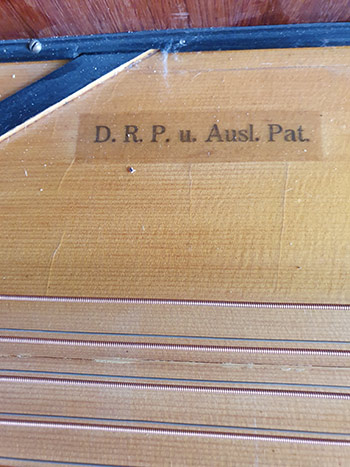 D. R. P. u. Ausl. Pat.